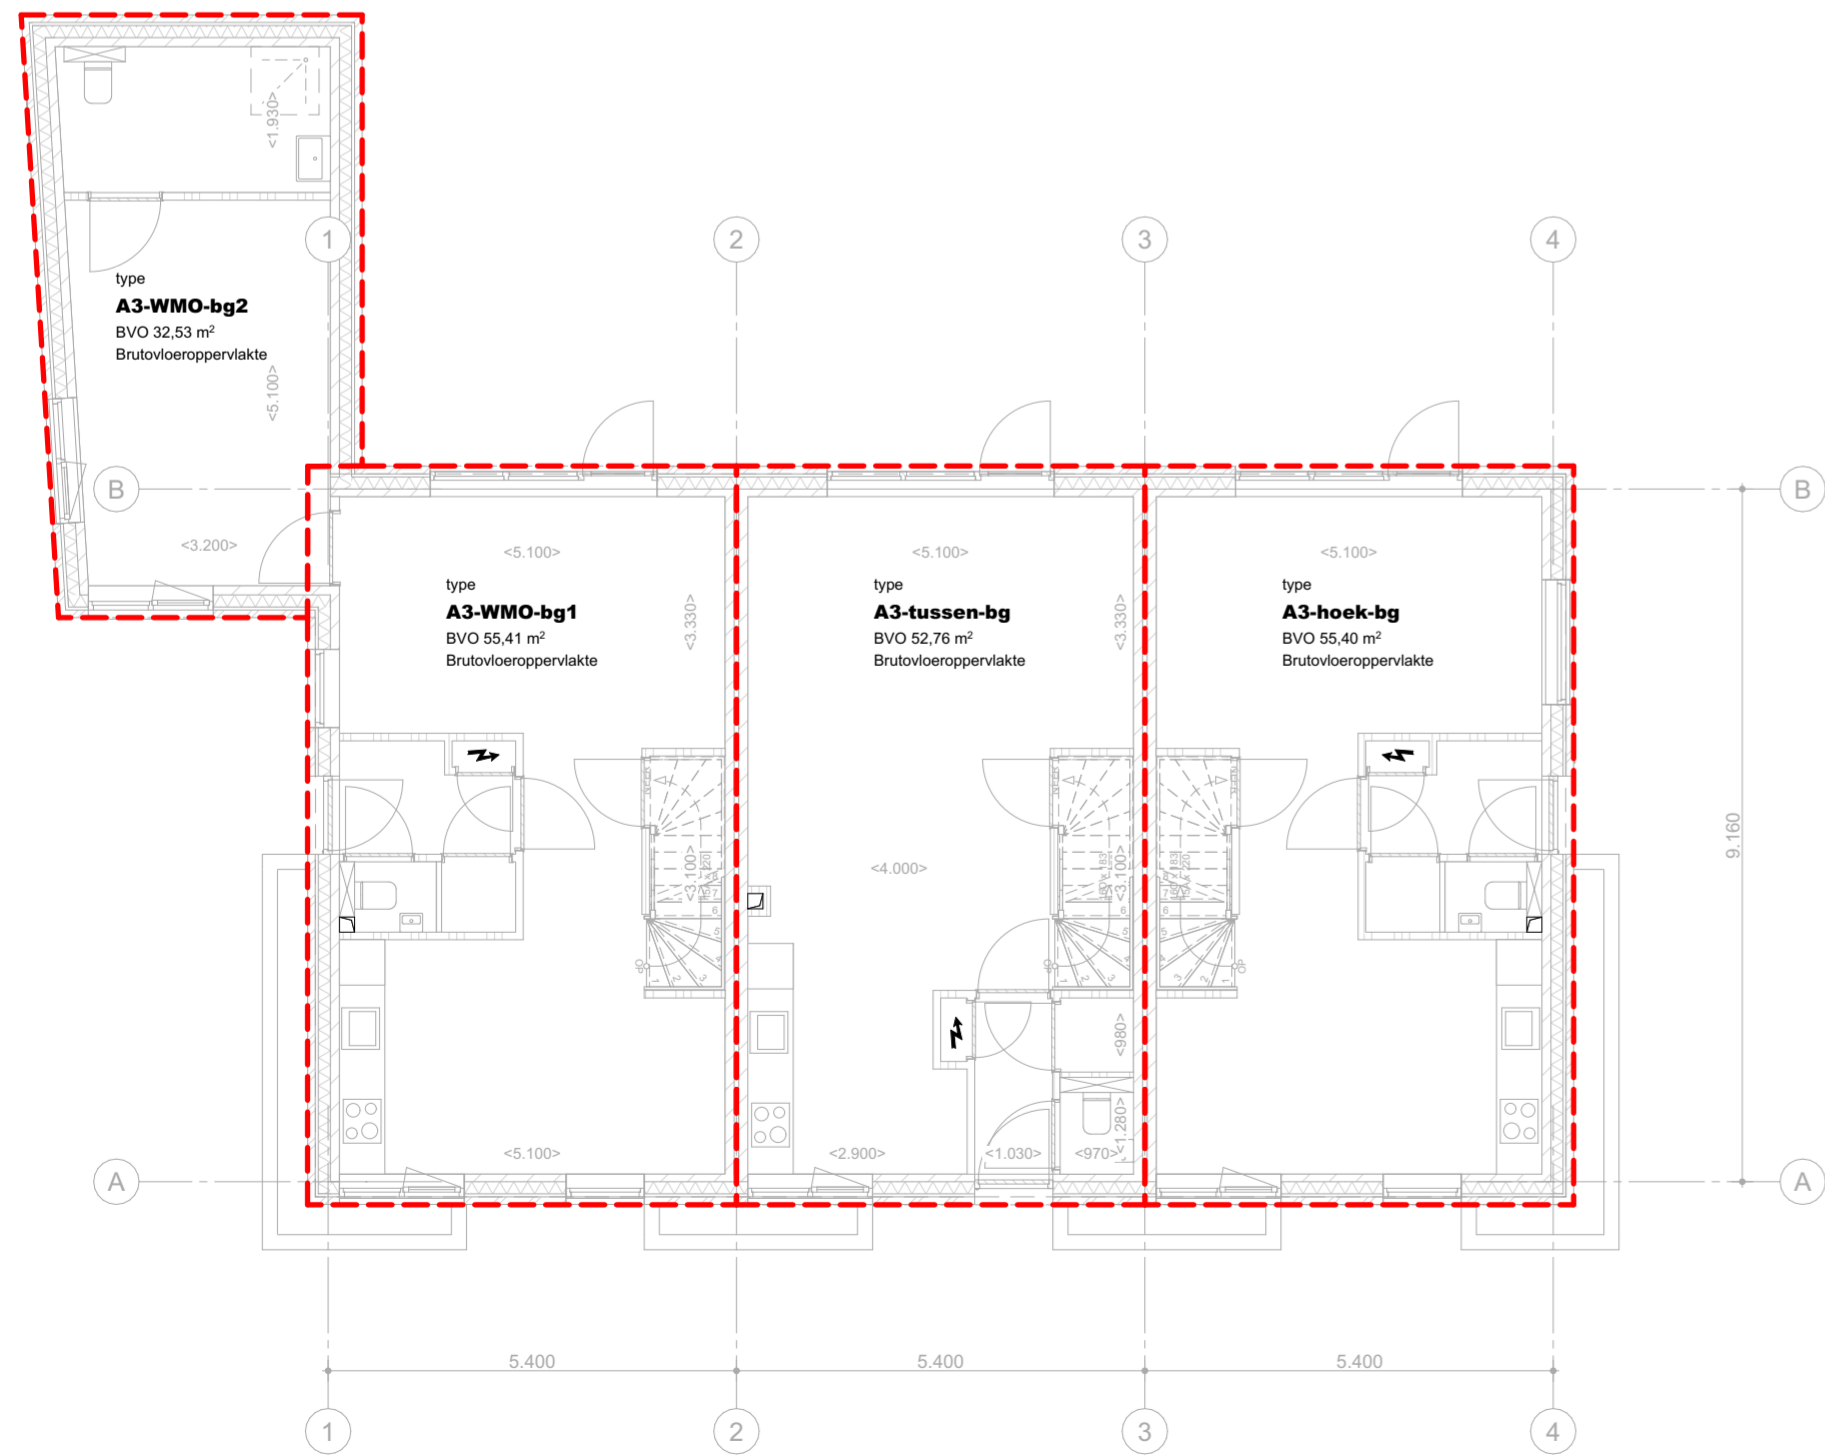 <1.930>
1
2
3
4
type
A3-WMO-bg2
BVO 32,53 m²
Brutovloeroppervlakte
<5.100>
B
B
<3.200>
<5.100>
<5.100>
<5.100>
type
A3-WMO-bg1
BVO 55,41 m²
Brutovloeroppervlakte
<3.330>
type
A3-tussen-bg
BVO 52,76 m²
Brutovloeroppervlakte
<3.330>
type
A3-hoek-bg
BVO 55,40 m²
Brutovloeroppervlakte
9.160
<3.100>
<4.000>
<3.100>
OP
OP
OP
<980>
<1.280>
<5.100>
<2.900>
<1.030>
<970>
A
A
5.400
5.400
5.400
1
2
3
4